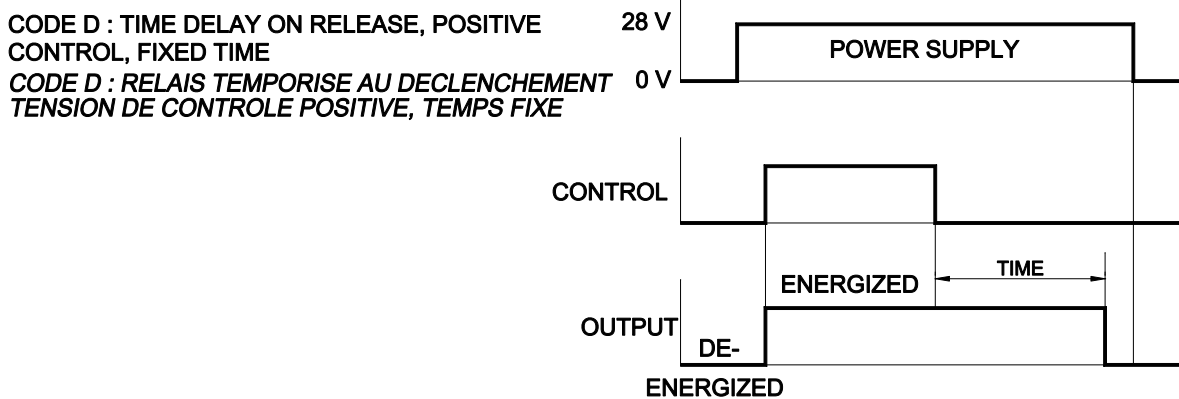 CODE D : TIME DELAY ON RELEASE, POSITIVE
CONTROL, FIXED TIME
CODE D : RELAIS TEMPORISE AU DECLENCHEMENT
TENSION DE CONTROLE POSITIVE, TEMPS FIXE
28 V
POWER SUPPLY
0 V
CONTROL
TIME
ENERGIZED
OUTPUT
DE-
ENERGIZED